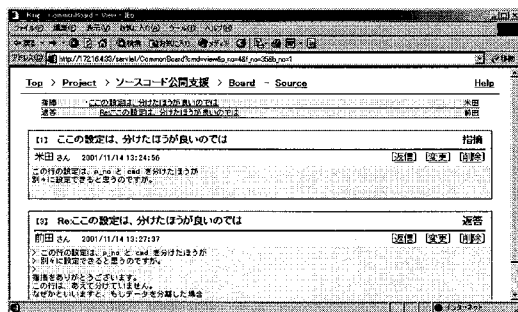 Top > Project > ソースコード公開支援 > Board - Source Help
指摘 ・ここの設定は、分けたほうが良いのでは 米田
返答 Re:ここの設定は、分けたほうが良いのでは 前田
[1] ここの設定は、分けたほうが良いのでは 指摘
米田 さん 2001/11/14 13:24:56 [返信] [変更] [削除]
この行の設定は、p_no と cmd を分けたほうが
別々に設定できると思うのですが。
[3] Re:ここの設定は、分けたほうが良いのでは 返答
前田 さん 2001/11/14 13:27:37 [返信] [変更] [削除]
> この行の設定は、p_no と cmd を分けたほうが
> 別々に設定できると思うのですが。
>
指摘をありがとうございます。
この行は、あえて分けていません。
なぜかといいますと、もしデータを分離した場合